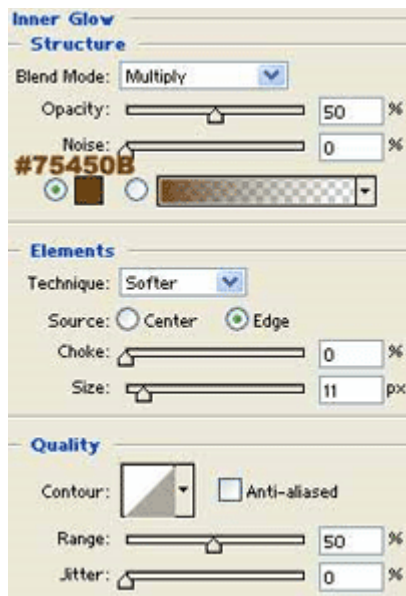 Inner Glow
Structure
Blend Mode: Multiply
Opacity: 50 %
Noise: 0 %
#75450B
Elements
Technique: Softer
Source: Center Edge
Choke: 0 %
Size: 11 px
Quality
Contour: Anti-aliased
Range: 50 %
Jitter: 0 %